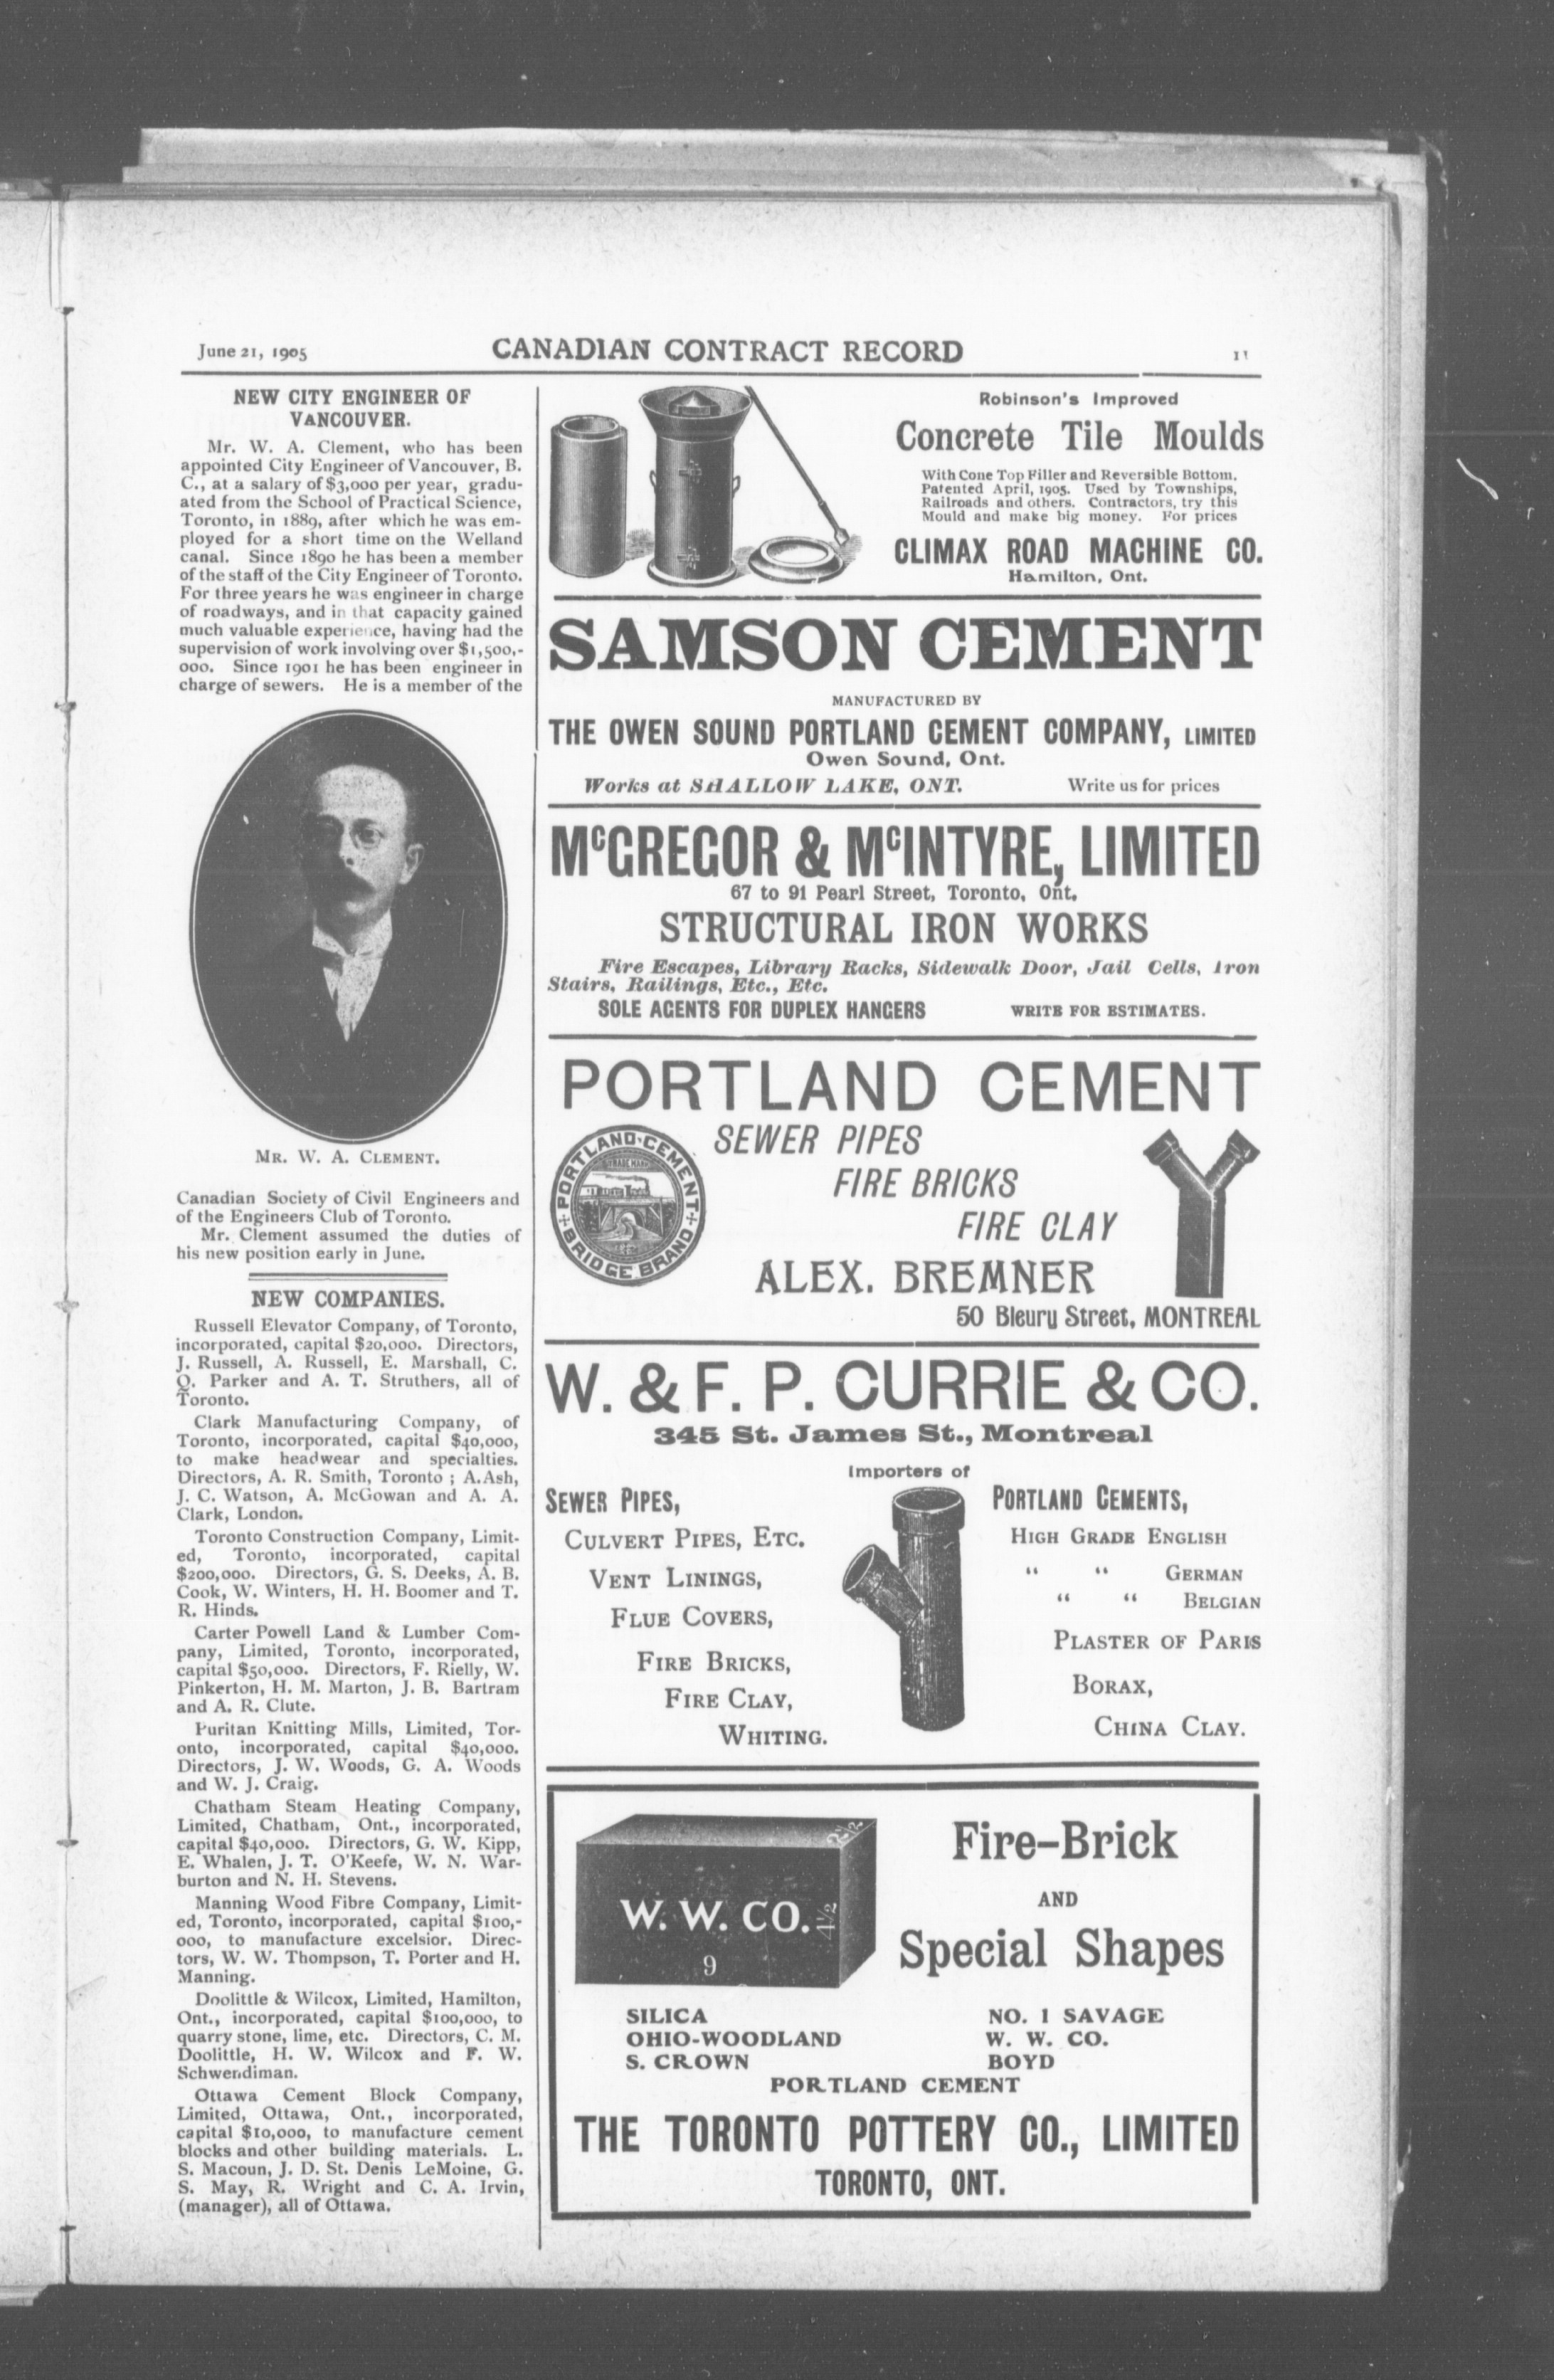 June 21, 1905
CANADIAN CONTRACT RECORD
11
NEW CITY ENGINEER OF
VANCOUVER.
Mr. W. A. Clement, who has been
appointed City Engineer of Vancouver, B.
C., at a salary of $3,000 per year, gradu-
ated from the School of Practical Science,
Toronto, in 1889, after which he was em-
ployed for a short time on the Welland
canal. Since 1890 he has been a member
of the staff of the City Engineer of Toronto.
For three years he was engineer in charge
of roadways, and in that capacity gained
much valuable experience, having had the
supervision of work involving over $1,500,-
000. Since 1901 he has been engineer in
charge of sewers. He is a member of the
MR. W. A. CLEMENT.
Canadian Society of Civil Engineers and
of the Engineers Club of Toronto.
Mr. Clement assumed the duties of
his new position early in June.
NEW COMPANIES.
Russell Elevator Company, of Toronto,
incorporated, capital $20,000. Directors,
J. Russell, A. Russell, E. Marshall, C.
Q. Parker and A. T. Struthers, all of
Toronto.
Clark Manufacturing Company, of
Toronto, incorporated, capital $40,000,
to make headwear and specialties.
Directors, A. R. Smith, Toronto ; A. Ash,
J. C. Watson, A. McGowan and A. A.
Clark, London.
Toronto Construction Company, Limit-
ed, Toronto, incorporated, capital
$200,000. Directors, G. S. Deeks, A. B.
Cook, W. Winters, H. H. Boomer and T.
R. Hinds.
Carter Powell Land & Lumber Com-
pany, Limited, Toronto, incorporated,
capital $50,000. Directors, F. Rielly, W.
Pinkerton, H. M. Marton, J. B. Bartram
and A. R. Clute.
Puritan Knitting Mills, Limited, Tor-
onto, incorporated, capital $40,000.
Directors, J. W. Woods, G. A. Woods
and W. J. Craig.
Chatham Steam Heating Company,
Limited, Chatham, Ont., incorporated,
capital $40,000. Directors, G. W. Kipp,
E. Whalen, J. T. O'Keefe, W. N. War-
burton and N. H. Stevens.
Manning Wood Fibre Company, Limit-
ed, Toronto, incorporated, capital $100,-
000, to manufacture excelsior. Direc-
tors, W. W. Thompson, T. Porter and H.
Manning.
Doolittle & Wilcox, Limited, Hamilton,
Ont., incorporated, capital $100,000, to
quarry stone, lime, etc. Directors, C. M.
Doolittle, H. W. Wilcox and F. W.
Schwendiman.
Ottawa Cement Block Company,
Limited, Ottawa, Ont., incorporated,
capital $10,000, to manufacture cement
blocks and other building materials. L.
S. Macoun, J. D. St. Denis LeMoine, G.
S. May, R. Wright and C. A. Irvin,
(manager), all of Ottawa.
Robinson's Improved
Concrete Tile Moulds
With Cone Top Filler and Reversible Bottom.
Patented April, 1905. Used by Townships,
Railroads and others. Contractors, try this
Mould and make big money. For prices
CLIMAX ROAD MACHINE CO.
Hamilton, Ont.
SAMSON CEMENT
MANUFACTURED BY
THE OWEN SOUND PORTLAND CEMENT COMPANY, LIMITED
Owen Sound, Ont.
Works at SHALLOW LAKE, ONT. Write us for prices
McGREGOR & McINTYRE, LIMITED
67 to 91 Pearl Street, Toronto, Ont.
STRUCTURAL IRON WORKS
Fire Escapes, Library Racks, Sidewalk Door, Jail Cells, Iron
Stairs, Railings, Etc., Etc.
SOLE AGENTS FOR DUPLEX HANGERS WRITE FOR ESTIMATES.
PORTLAND CEMENT
PORTLAND CEMENT
TRADE MARK
BRIDGE BRAND
SEWER PIPES
FIRE BRICKS
FIRE CLAY
ALEX. BREMNER
50 Bleury Street, MONTREAL
W. & F. P. CURRIE & CO.
345 St. James St., Montreal
Importers of
SEWER PIPES,
CULVERT PIPES, ETC.
VENT LININGS,
FLUE COVERS,
FIRE BRICKS,
FIRE CLAY,
WHITING.
PORTLAND CEMENTS,
HIGH GRADE ENGLISH
" " GERMAN
" " BELGIAN
PLASTER OF PARIS
BORAX,
CHINA CLAY.
2 1/2
W. W. CO. 4 1/2
9
Fire-Brick
AND
Special Shapes
SILICA
OHIO-WOODLAND
S. CROWN
NO. 1 SAVAGE
W. W. CO.
BOYD
PORTLAND CEMENT
THE TORONTO POTTERY CO., LIMITED
TORONTO, ONT.